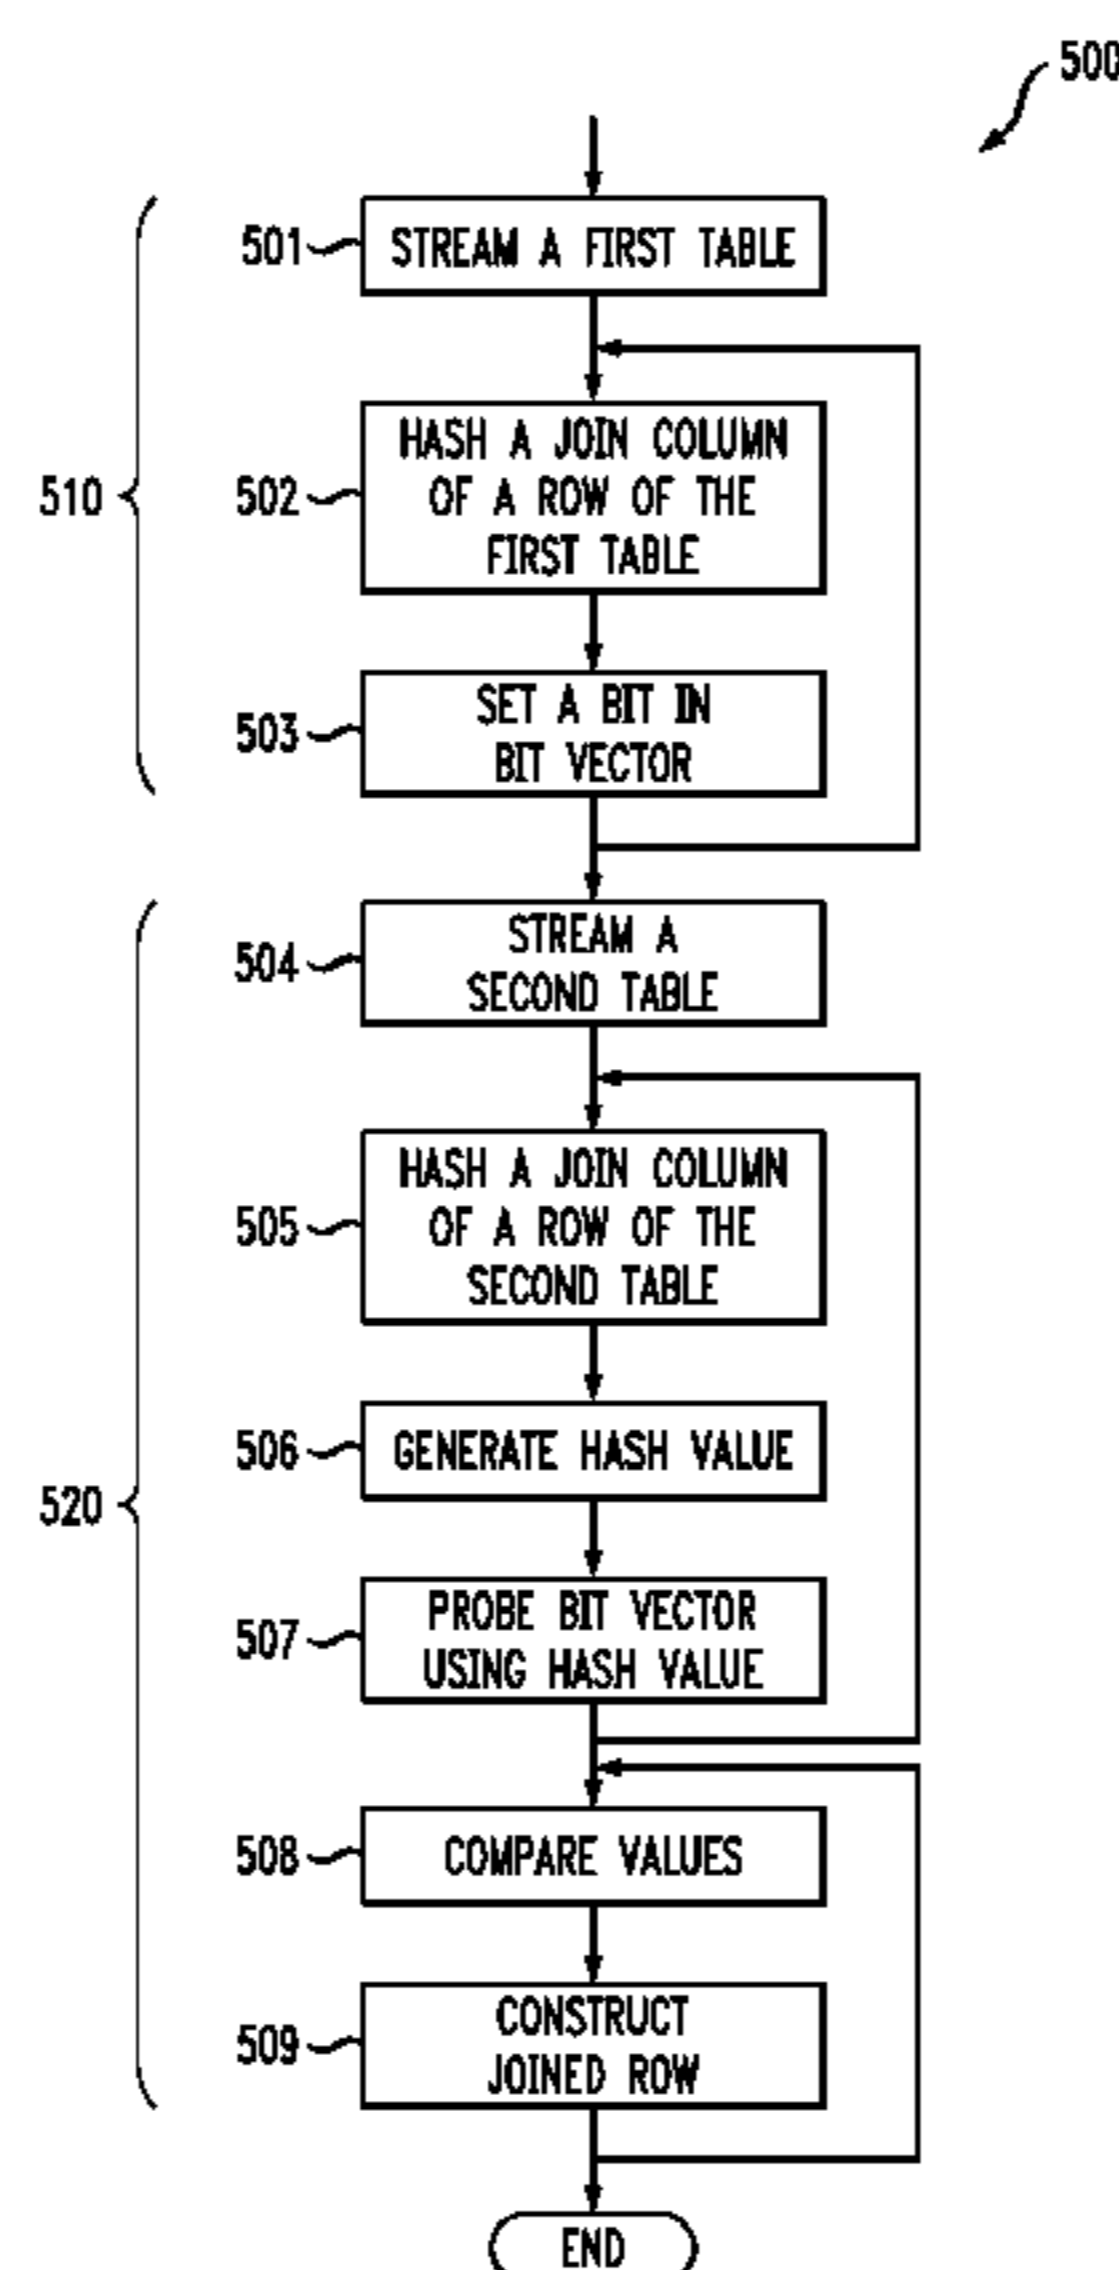 500
501
STREAM A FIRST TABLE
510
502
HASH A JOIN COLUMN
OF A ROW OF THE
FIRST TABLE
503
SET A BIT IN
BIT VECTOR
504
STREAM A
SECOND TABLE
505
HASH A JOIN COLUMN
OF A ROW OF THE
SECOND TABLE
506
GENERATE HASH VALUE
520
507
PROBE BIT VECTOR
USING HASH VALUE
508
COMPARE VALUES
509
CONSTRUCT
JOINED ROW
END